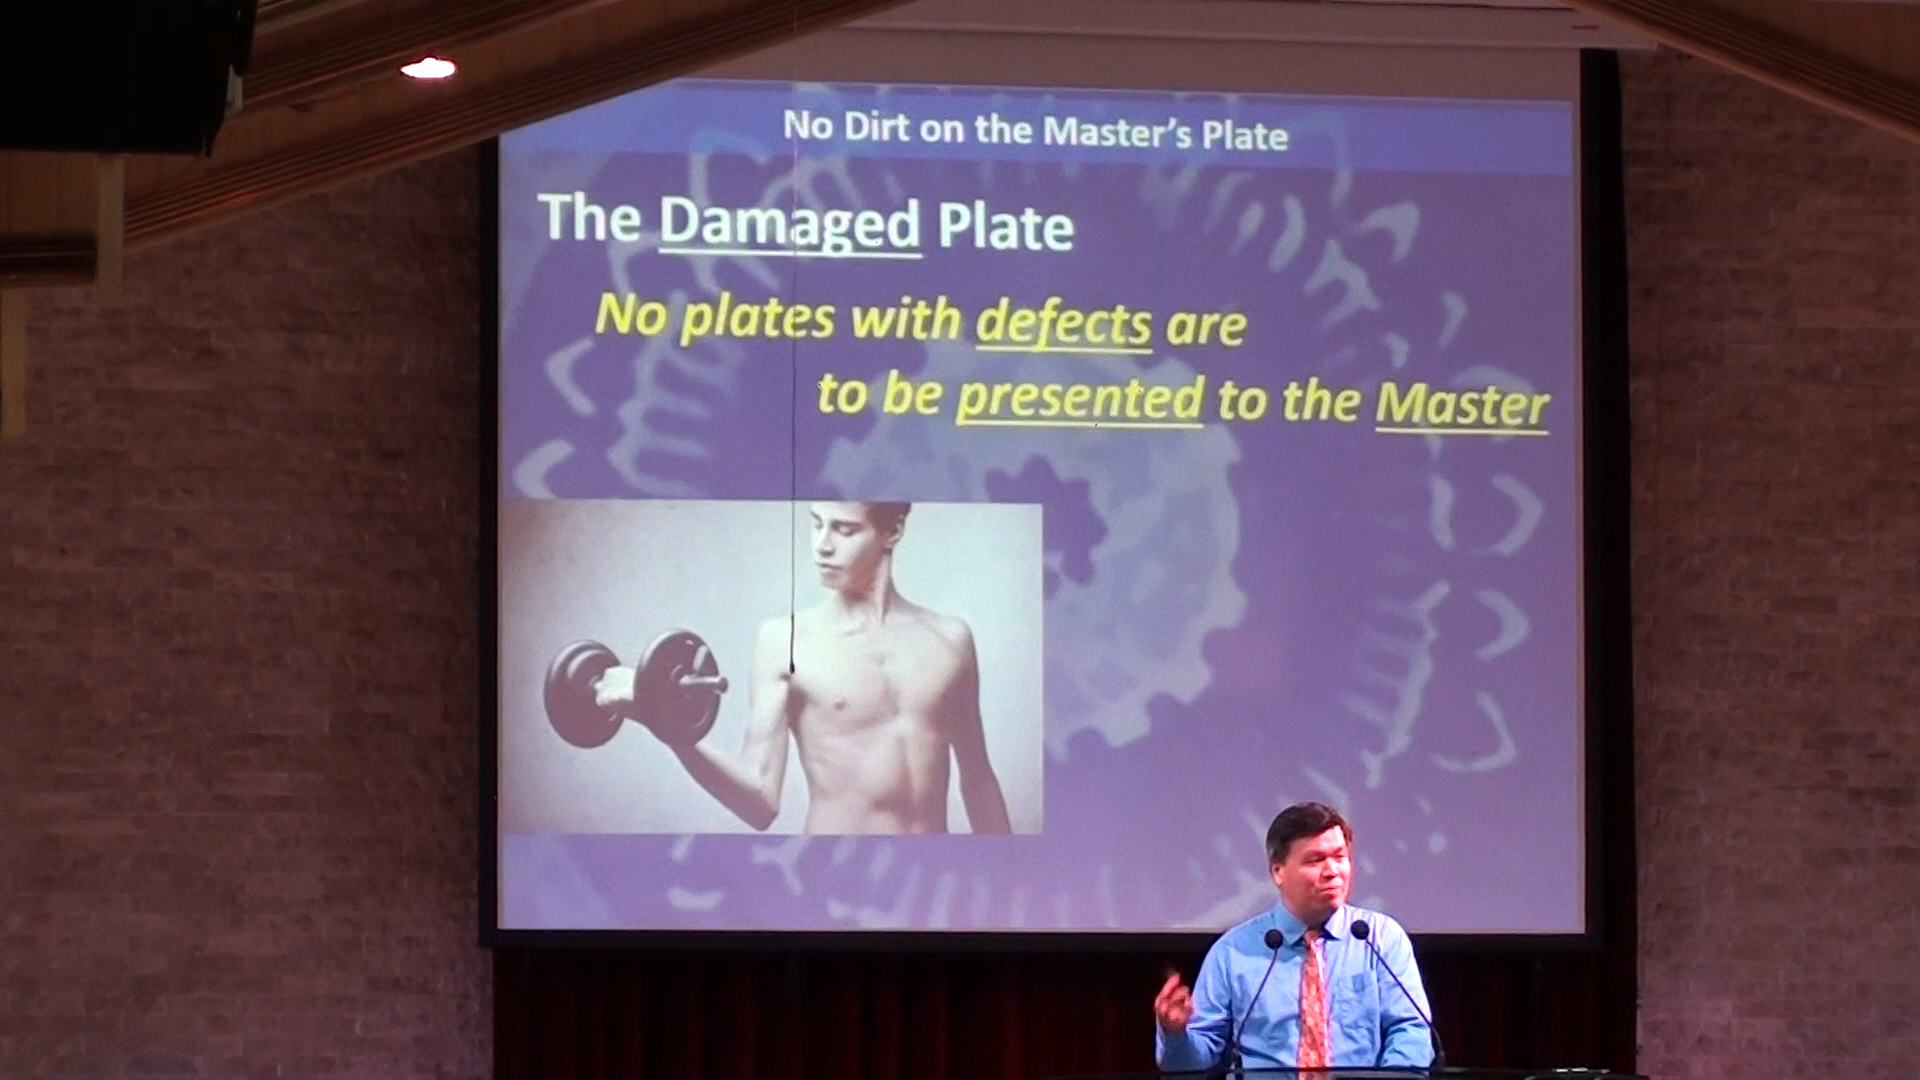 No Dirt on the Master’s Plate
The Damaged Plate
No plates with defects are
to be presented to the Master